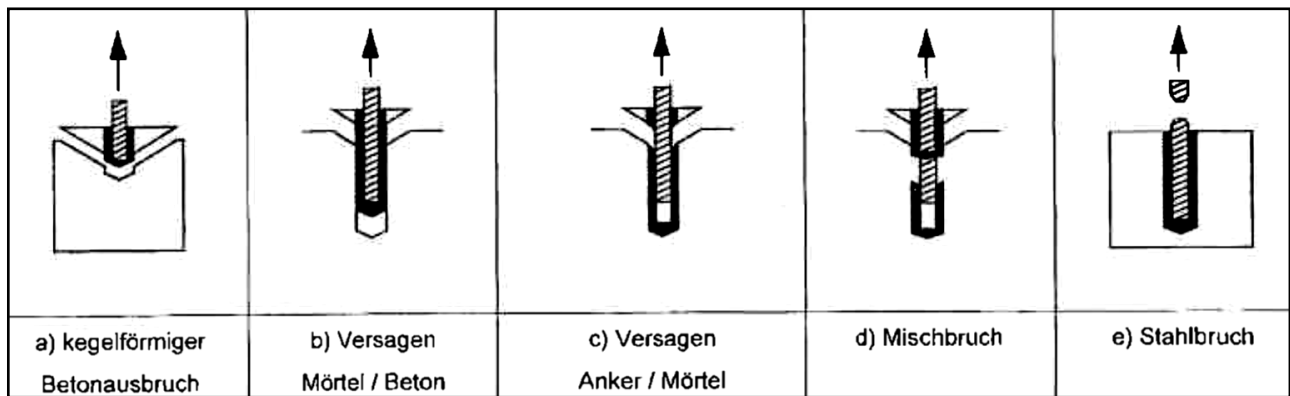 a) kegelförmiger
Betonausbruch
b) Versagen
Mörtel / Beton
c) Versagen
Anker / Mörtel
d) Mischbruch
e) Stahlbruch